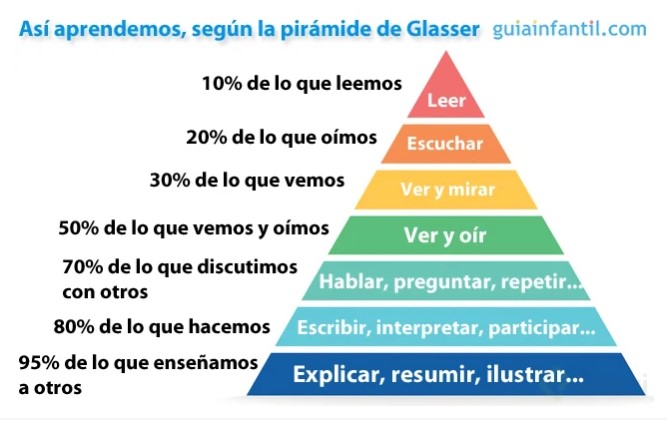 Así aprendemos, según la pirámide de Glasser guiainfantil.com
10% de lo que leemos
Leer
20% de lo que oímos
Escuchar
30% de lo que vemos
Ver y mirar
50% de lo que vemos y oímos
Ver y oír
70% de lo que discutimos
con otros
Hablar, preguntar, repetir...
80% de lo que hacemos
Escribir, interpretar, participar...
95% de lo que enseñamos
a otros
Explicar, resumir, ilustrar...